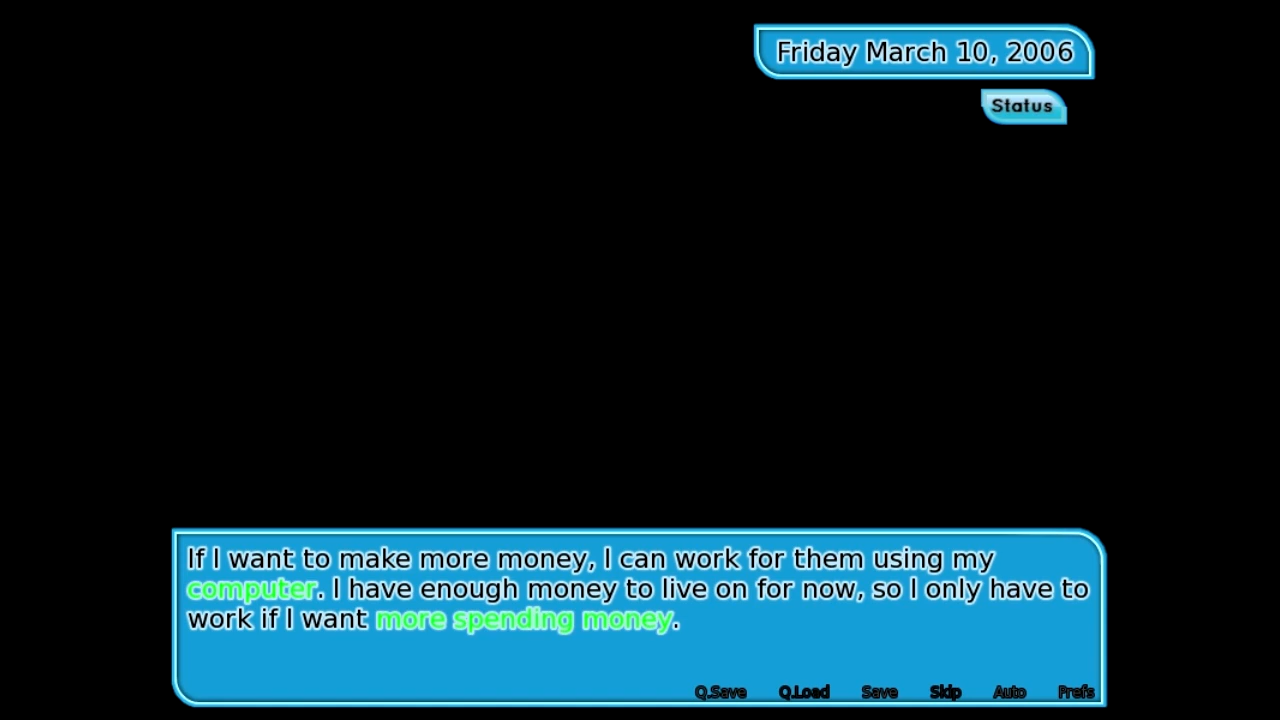 Friday March 10, 2006
Status
If I want to make more money, I can work for them using my
computer. I have enough money to live on for now, so I only have to
work if I want more spending money.
Q.Save Q.Load Save Skip Auto Prefs